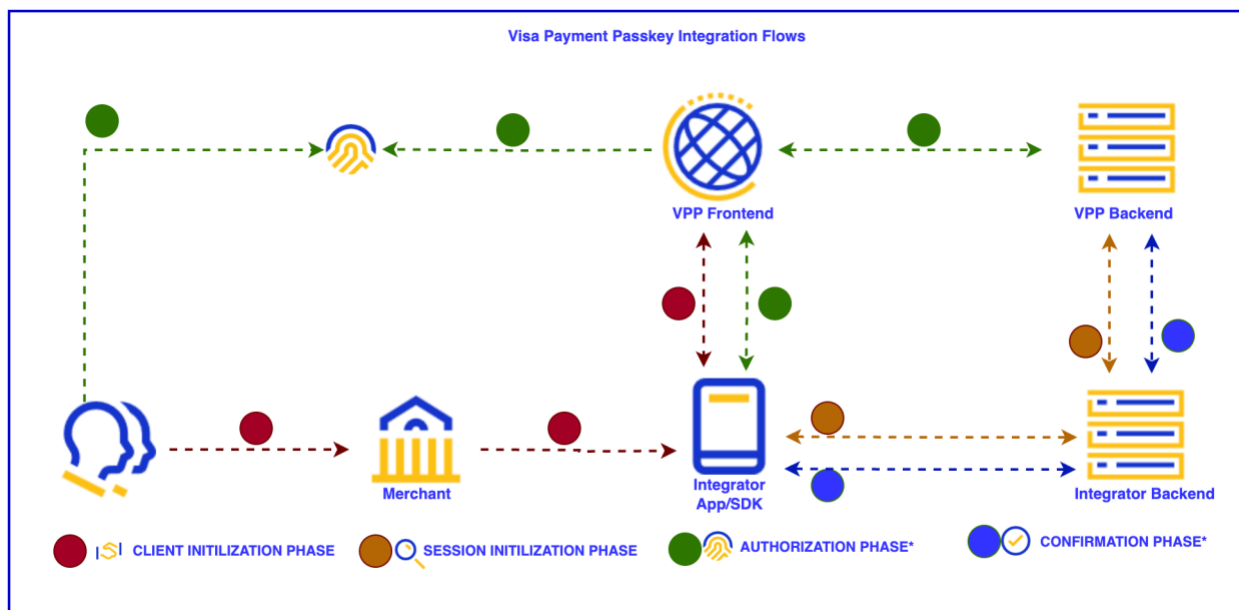 Visa Payment Passkey Integration Flows
VPP Frontend
VPP Backend
Merchant
Integrator
App/SDK
Integrator Backend
CLIENT INITILIZATION PHASE
SESSION INITILIZATION PHASE
AUTHORIZATION PHASE*
CONFIRMATION PHASE*